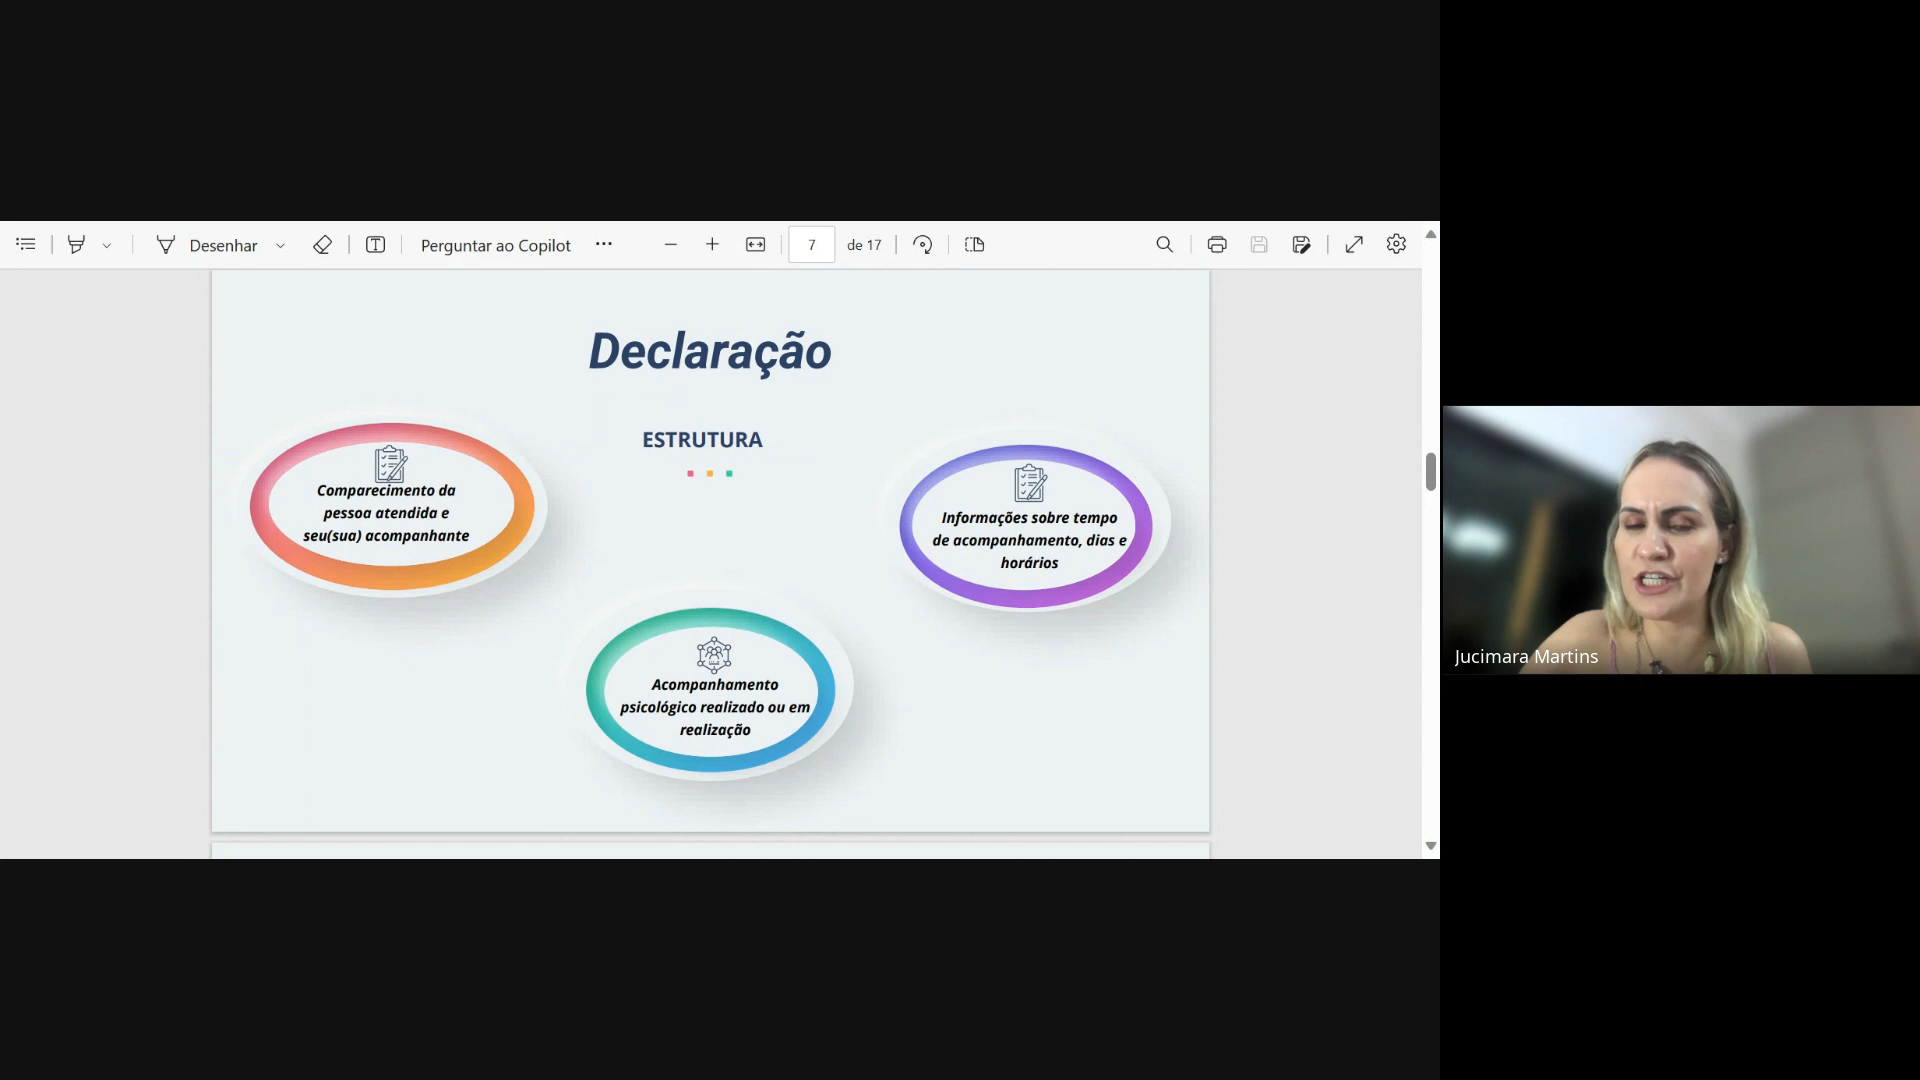 Desenhar
Perguntar ao Copilot
7 de 17
Declaração
ESTRUTURA
Comparecimento da
pessoa atendida e
seu(sua) acompanhante
Informações sobre tempo
de acompanhamento, dias e
horários
Acompanhamento
psicológico realizado ou em
realização
Jucimara Martins